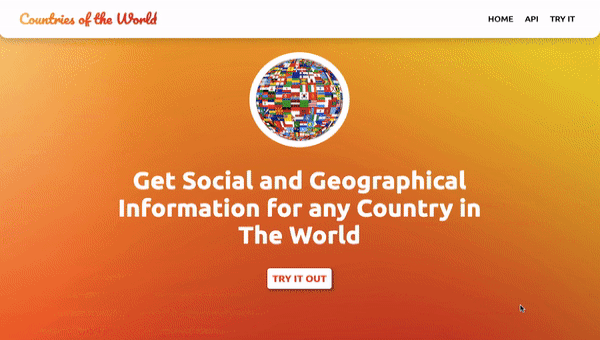 Countries of the World
HOME API TRY IT
Get Social and Geographical
Information for any Country in
The World
TRY IT OUT